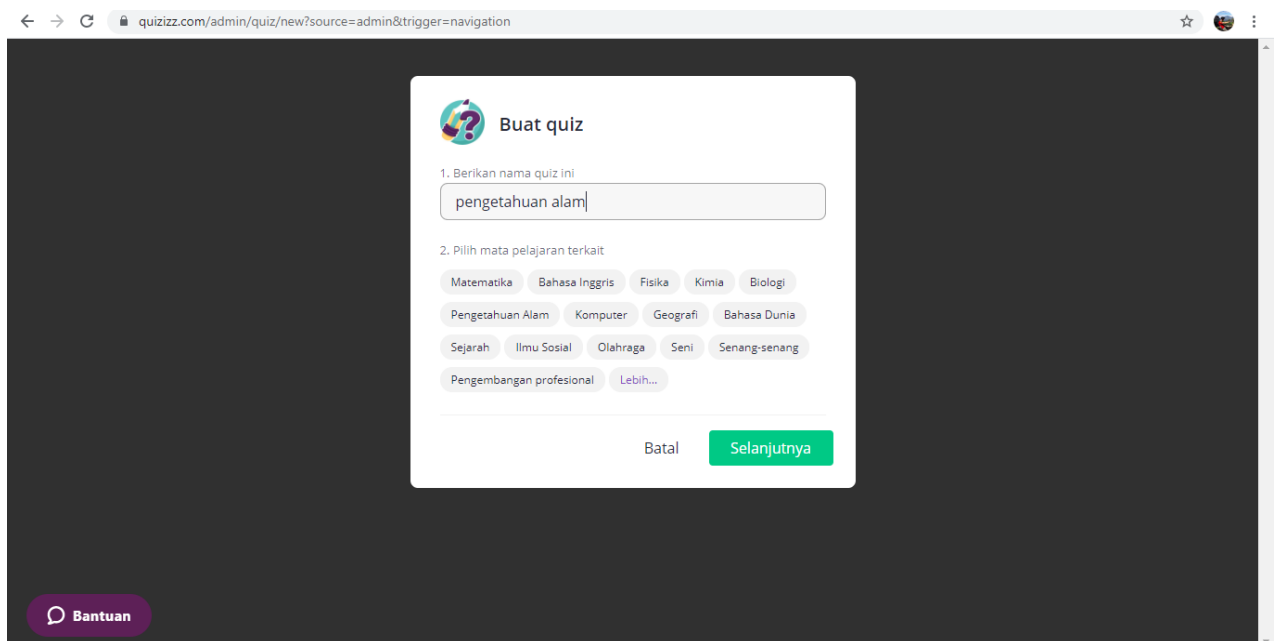 quizizz.com/admin/quiz/new?source=admin&trigger=navigation
Buat quiz
1. Berikan nama quiz ini
pengetahuan alam
2. Pilih mata pelajaran terkait
Matematika Bahasa Inggris Fisika Kimia Biologi
Pengetahuan Alam Komputer Geografi Bahasa Dunia
Sejarah Ilmu Sosial Olahraga Seni Senang-senang
Pengembangan profesional Lebih...
Batal Selanjutnya
Bantuan